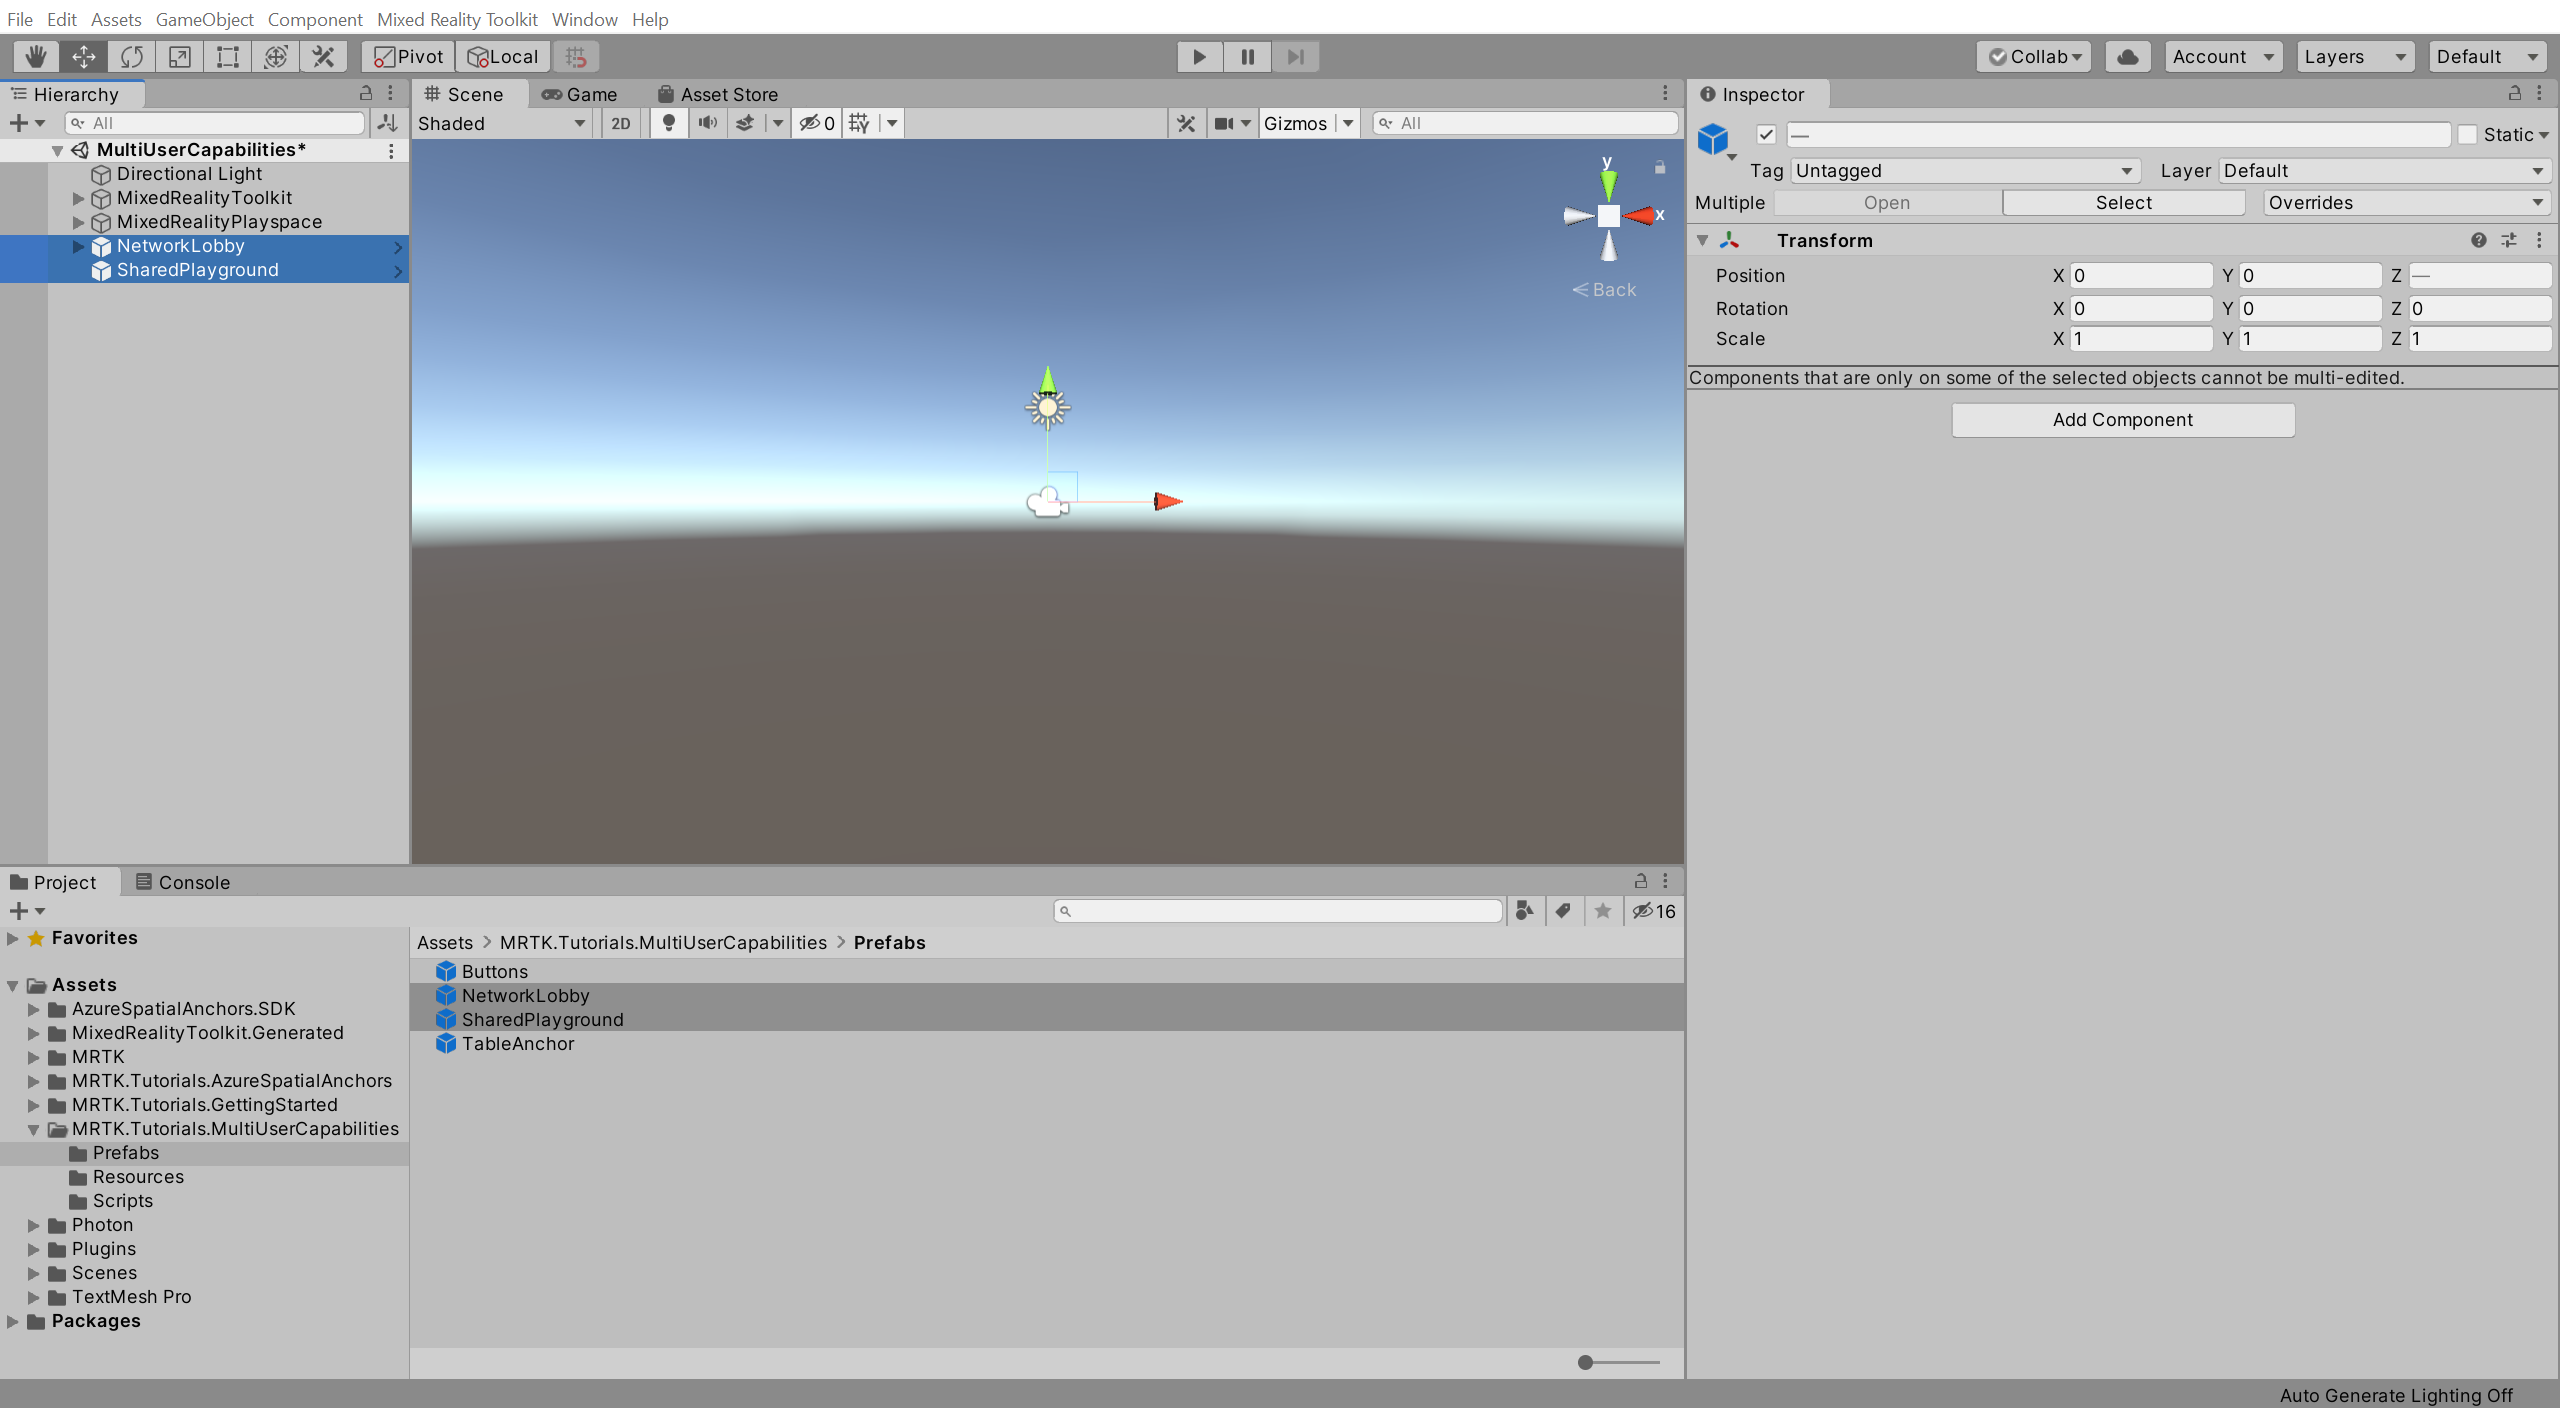 File Edit Assets GameObject Component Mixed Reality Toolkit Window Help
Pivot Local Collab Account Layers Default
Hierarchy
All
MultiUserCapabilities*
Directional Light
MixedRealityToolkit
MixedRealityPlayspace
NetworkLobby
SharedPlayground
Scene Game Asset Store
Shaded 2D 0 Gizmos All
y
x
Back
Inspector
— Static
Tag Untagged Layer Default
Multiple Open Select Overrides
Transform
Position X 0 Y 0 Z —
Rotation X 0 Y 0 Z 0
Scale X 1 Y 1 Z 1
Components that are only on some of the selected objects cannot be multi-edited.
Add Component
Project Console
16
Favorites
Assets
AzureSpatialAnchors.SDK
MixedRealityToolkit.Generated
MRTK
MRTK.Tutorials.AzureSpatialAnchors
MRTK.Tutorials.GettingStarted
MRTK.Tutorials.MultiUserCapabilities
Prefabs
Resources
Scripts
Photon
Plugins
Scenes
TextMesh Pro
Packages
Assets > MRTK.Tutorials.MultiUserCapabilities > Prefabs
Buttons
NetworkLobby
SharedPlayground
TableAnchor
Auto Generate Lighting Off